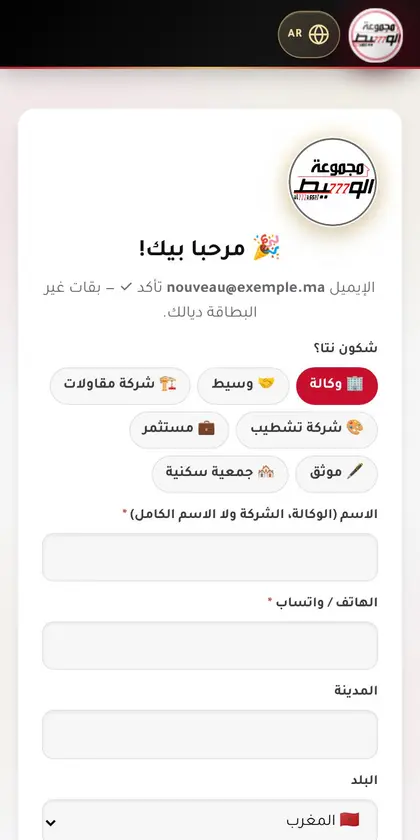 AR
مجموعة
الوسيط
777
مجموعة
الوسيط
777
🎉 مرحبا بيك!
الإيميل nouveau@exemple.ma تأكد ✓ — بقات غير
البطاقة ديالك.
شكون نتا؟
🏢 وكالة 🤝 وسيط 🏗️ شركة مقاولات
🎨 شركة تشطيب 💼 مستثمر
🖋️ موثق 🏘️ جمعية سكنية
الاسم (الوكالة، الشركة ولا الاسم الكامل) *
الهاتف / واتساب *
المدينة
البلد
🇲🇦 المغرب